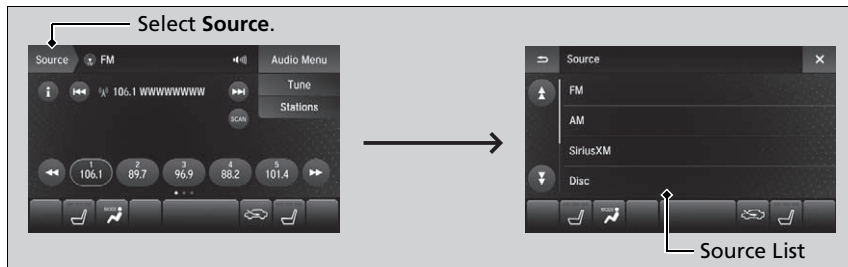 Select Source.
Source FM Audio Menu
106.1 WWWWWWWW Tune
Stations
SCAN
1 2 3 4 5
106.1 89.7 96.9 88.2 101.4
Source
FM
AM
SiriusXM
Disc
Source List